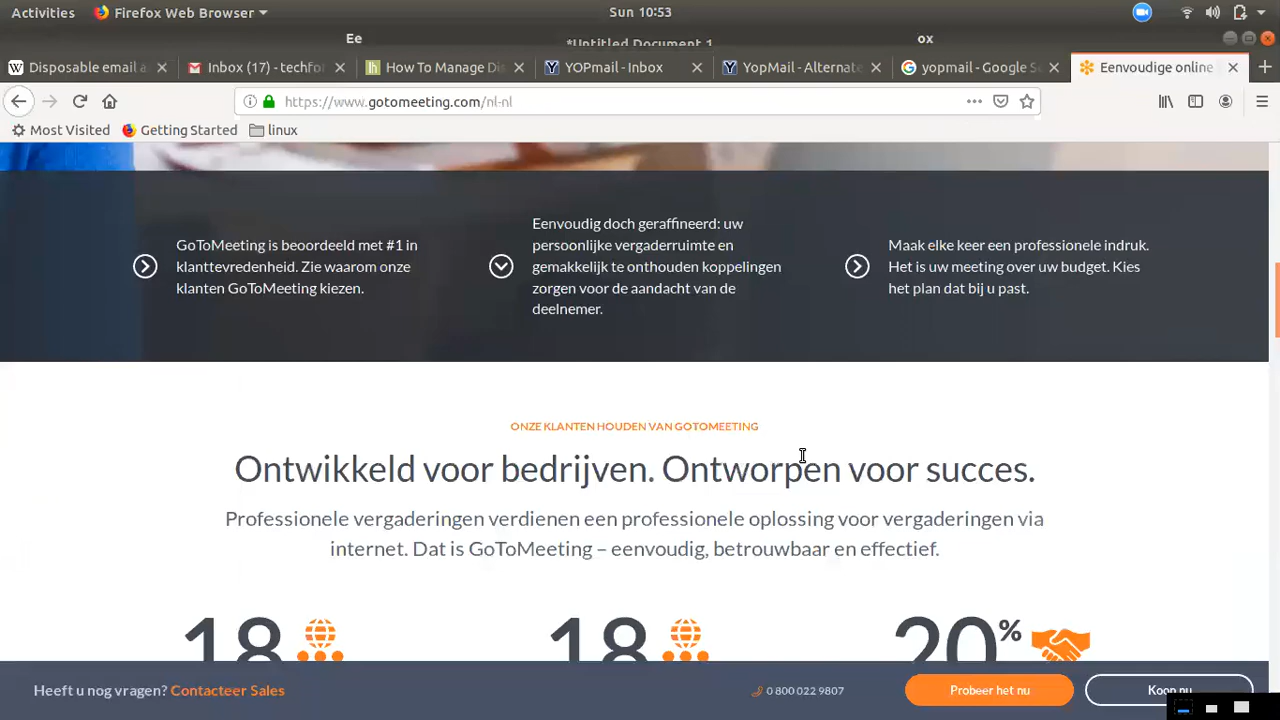 Activities
Firefox Web Browser
Sun 10:53
Ee
*Untitled Document 1
ox
Disposable email a
Inbox (17) - techfo
How To Manage Di
YOPmail - Inbox
YopMail - Alternate
yopmail - Google S
Eenvoudige online
https://www.gotomeeting.com/nl-nl
Most Visited
Getting Started
linux
GoToMeeting is beoordeeld met #1 in
klanttevredenheid. Zie waarom onze
klanten GoToMeeting kiezen.
Eenvoudig doch geraffineerd: uw
persoonlijke vergaderruimte en
gemakkelijk te onthouden koppelingen
zorgen voor de aandacht van de
deelnemer.
Maak elke keer een professionele indruk.
Het is uw meeting over uw budget. Kies
het plan dat bij u past.
ONZE KLANTEN HOUDEN VAN GOTOMEETING
Ontwikkeld voor bedrijven. Ontworpen voor succes.
Professionele vergaderingen verdienen een professionele oplossing voor vergaderingen via
internet. Dat is GoToMeeting – eenvoudig, betrouwbaar en effectief.
18
18
20%
Heeft u nog vragen? Contacteer Sales
0 800 022 9807
Probeer het nu
Koop nu